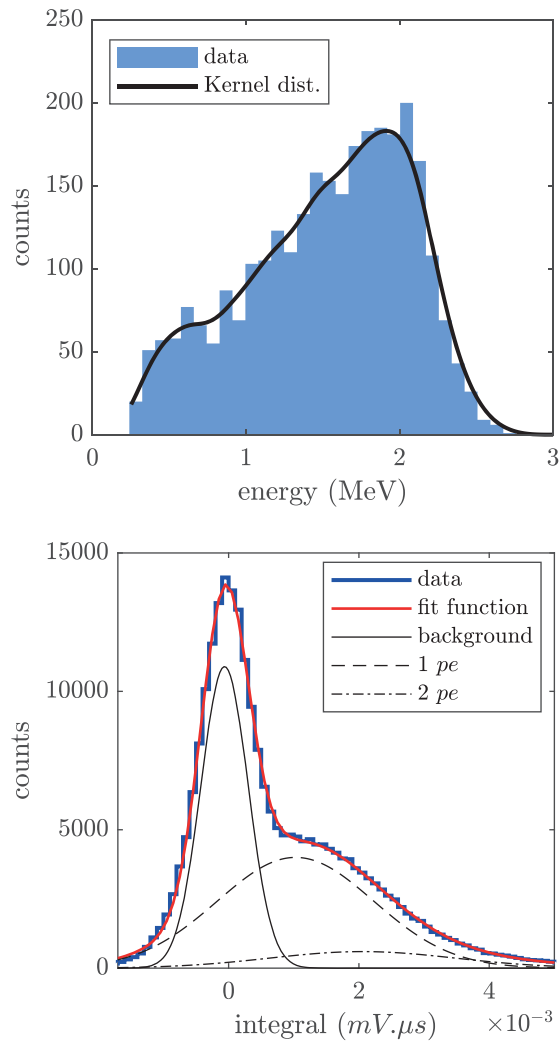 250
200
150
100
50
0
counts
data
Kernel dist.
0 1 2 3
energy (MeV)
15000
10000
5000
0
counts
data
fit function
background
1 pe
2 pe
0 2 4
×10⁻³
integral (mV.μs)